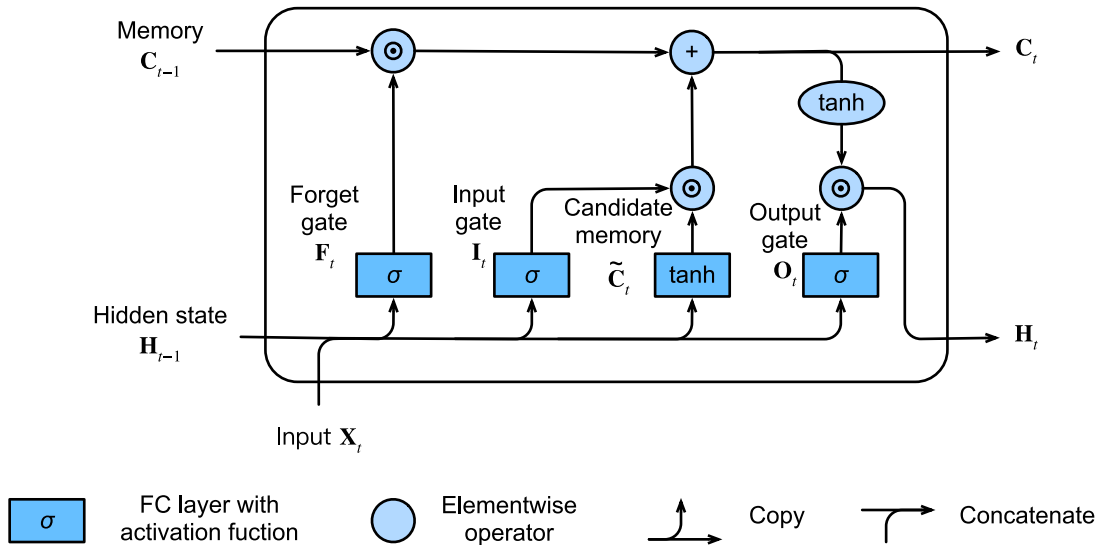 Memory
C_{t−1}
⊙
+
C_t
tanh
Forget
gate
F_t
Input
gate
I_t
⊙
Candidate
memory
C̃_t
⊙
Output
gate
O_t
σ
σ
tanh
σ
Hidden state
H_{t−1}
H_t
Input X_t
σ
FC layer with
activation fuction
Elementwise
operator
Copy
Concatenate